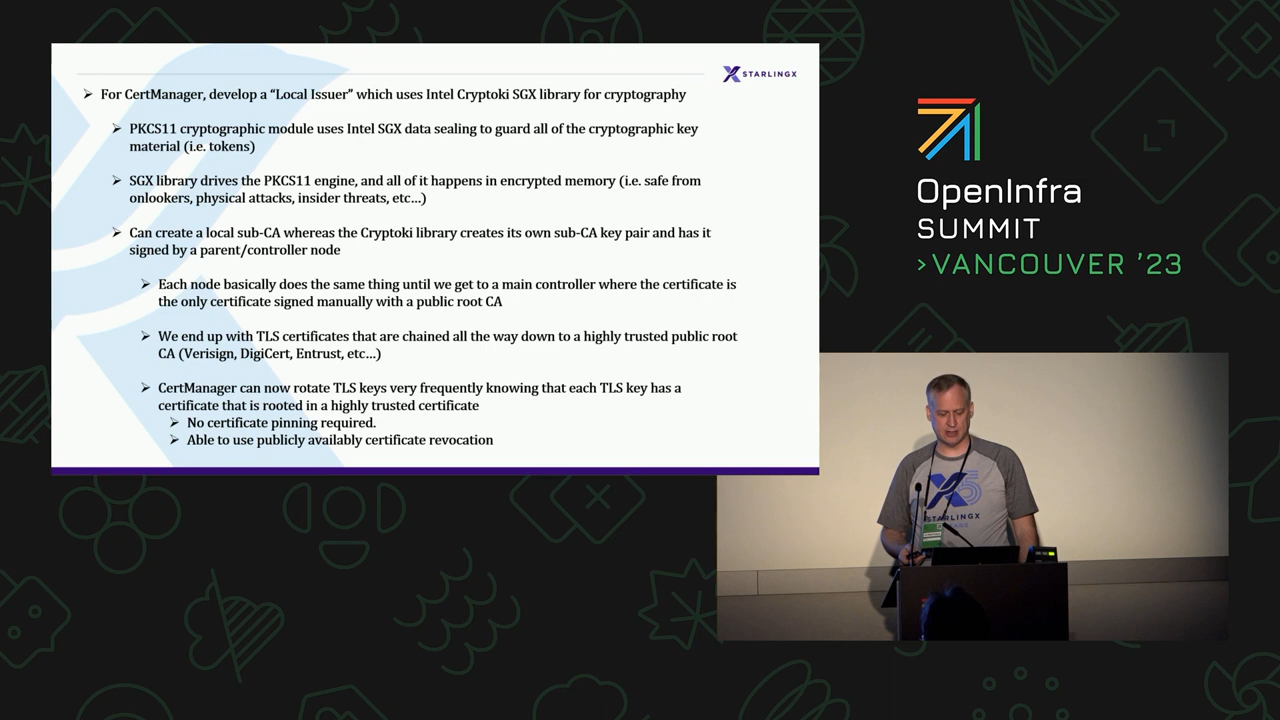 STARLINGX
➢ For CertManager, develop a “Local Issuer” which uses Intel Cryptoki SGX library for cryptography
➢ PKCS11 cryptographic module uses Intel SGX data sealing to guard all of the cryptographic key
material (i.e. tokens)
➢ SGX library drives the PKCS11 engine, and all of it happens in encrypted memory (i.e. safe from
onlookers, physical attacks, insider threats, etc…)
➢ Can create a local sub-CA whereas the Cryptoki library creates its own sub-CA key pair and has it
signed by a parent/controller node
➢ Each node basically does the same thing until we get to a main controller where the certificate is
the only certificate signed manually with a public root CA
➢ We end up with TLS certificates that are chained all the way down to a highly trusted public root
CA (Verisign, DigiCert, Entrust, etc…)
➢ CertManager can now rotate TLS keys very frequently knowing that each TLS key has a
certificate that is rooted in a highly trusted certificate
➢ No certificate pinning required.
➢ Able to use publicly availably certificate revocation
OpenInfra
SUMMIT
>VANCOUVER ’23
STARLINGX